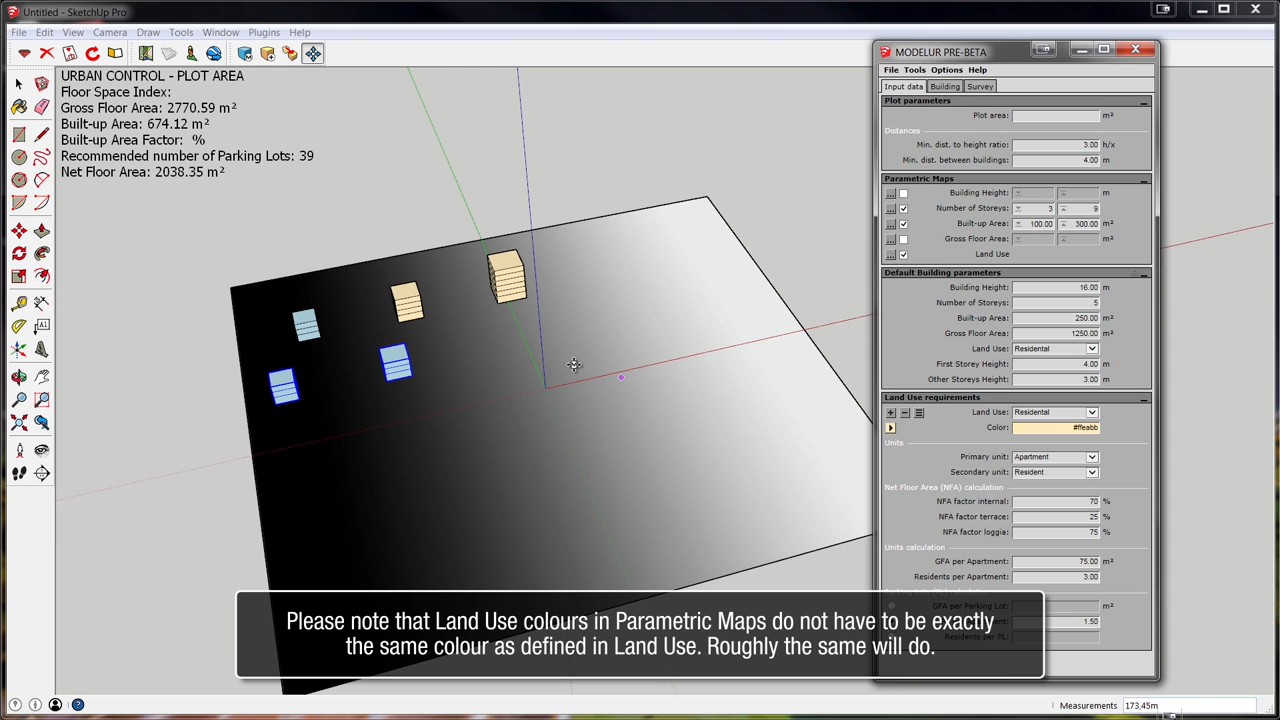 Untitled - SketchUp Pro
File Edit View Camera Draw Tools Window Plugins Help
URBAN CONTROL - PLOT AREA
Floor Space Index:
Gross Floor Area: 2770.59 m²
Built-up Area: 674.12 m²
Built-up Area Factor: %
Recommended number of Parking Lots: 39
Net Floor Area: 2038.35 m²
MODELUR PRE-BETA
File Tools Options Help
Input data Building Survey
Plot parameters
Plot area: m²
Distances
Min. dist. to height ratio: 3.00 h/x
Min. dist. between buildings: 4.00 m
Parametric Maps
... Building Height: m
... Number of Storeys: 3 9
... Built-up Area: 100.00 300.00 m²
... Gross Floor Area: m²
... Land Use
Default Building parameters
Building Height: 16.00 m
Number of Storeys: 5
Built-up Area: 250.00 m²
Gross Floor Area: 1250.00 m²
Land Use: Residental
First Storey Height: 4.00 m
Other Storeys Height: 3.00 m
Land Use requirements
Land Use: Residental
Color: #ffeabb
Units
Primary unit: Apartment
Secondary unit: Resident
Net Floor Area (NFA) calculation
NFA factor internal: 70 %
NFA factor terrace: 25 %
NFA factor loggia: 75 %
Units calculation
GFA per Apartment: 75.00 m²
Residents per Apartment: 3.00
GFA per Parking Lot: m²
1.50
Residents per PL:
Please note that Land Use colours in Parametric Maps do not have to be exactly
the same colour as defined in Land Use. Roughly the same will do.
Measurements 173,45m